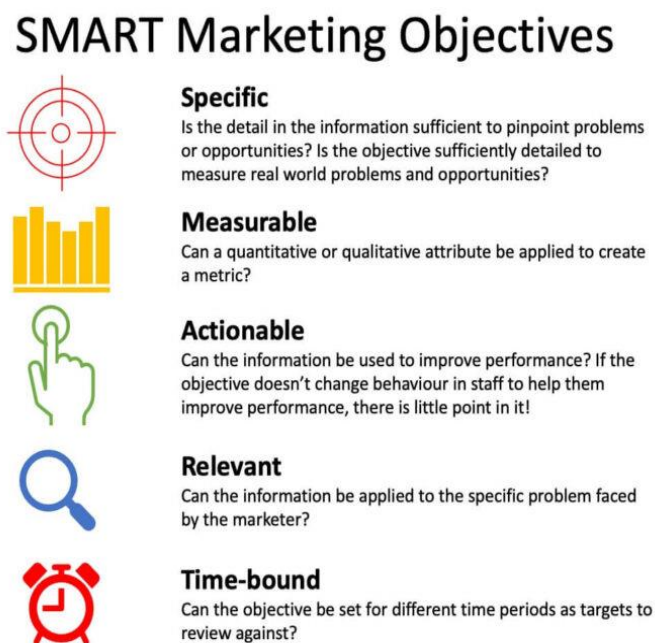 SMART Marketing Objectives
Specific
Is the detail in the information sufficient to pinpoint problems
or opportunities? Is the objective sufficiently detailed to
measure real world problems and opportunities?
Measurable
Can a quantitative or qualitative attribute be applied to create
a metric?
Actionable
Can the information be used to improve performance? If the
objective doesn't change behaviour in staff to help them
improve performance, there is little point in it!
Relevant
Can the information be applied to the specific problem faced
by the marketer?
Time-bound
Can the objective be set for different time periods as targets to
review against?